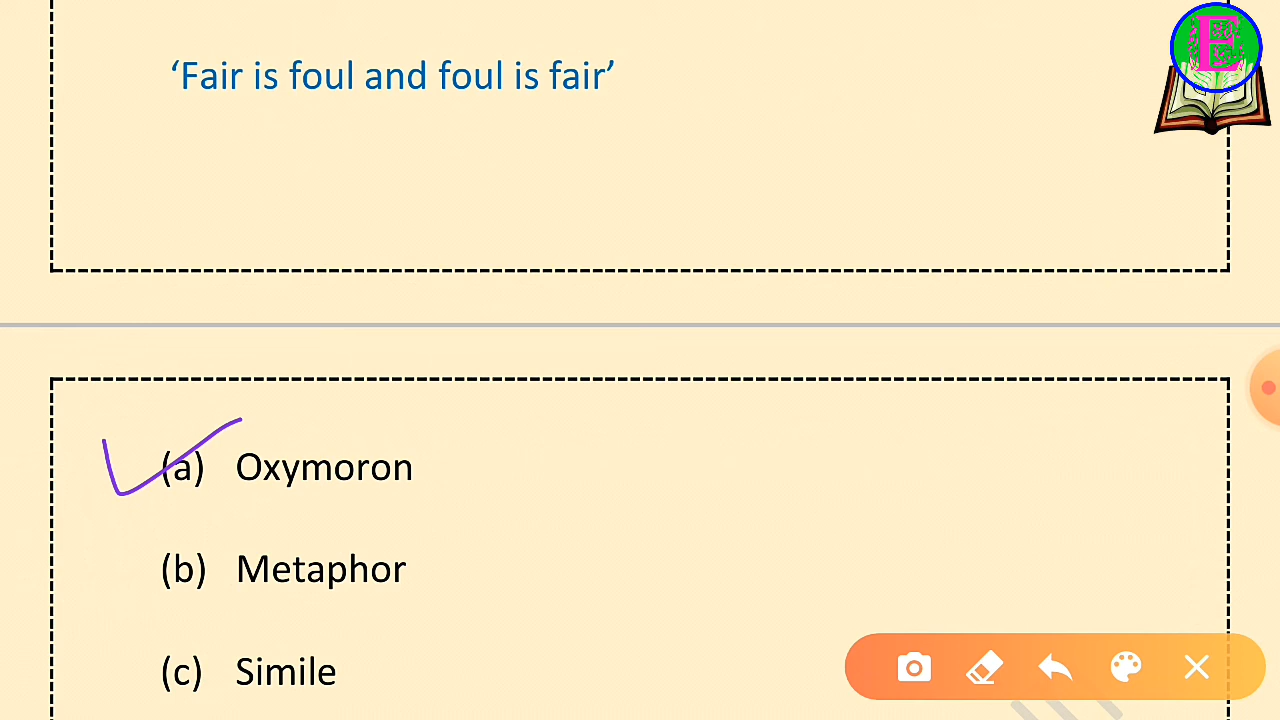 E
‘Fair is foul and foul is fair’
(a) Oxymoron
(b) Metaphor
(c) Simile